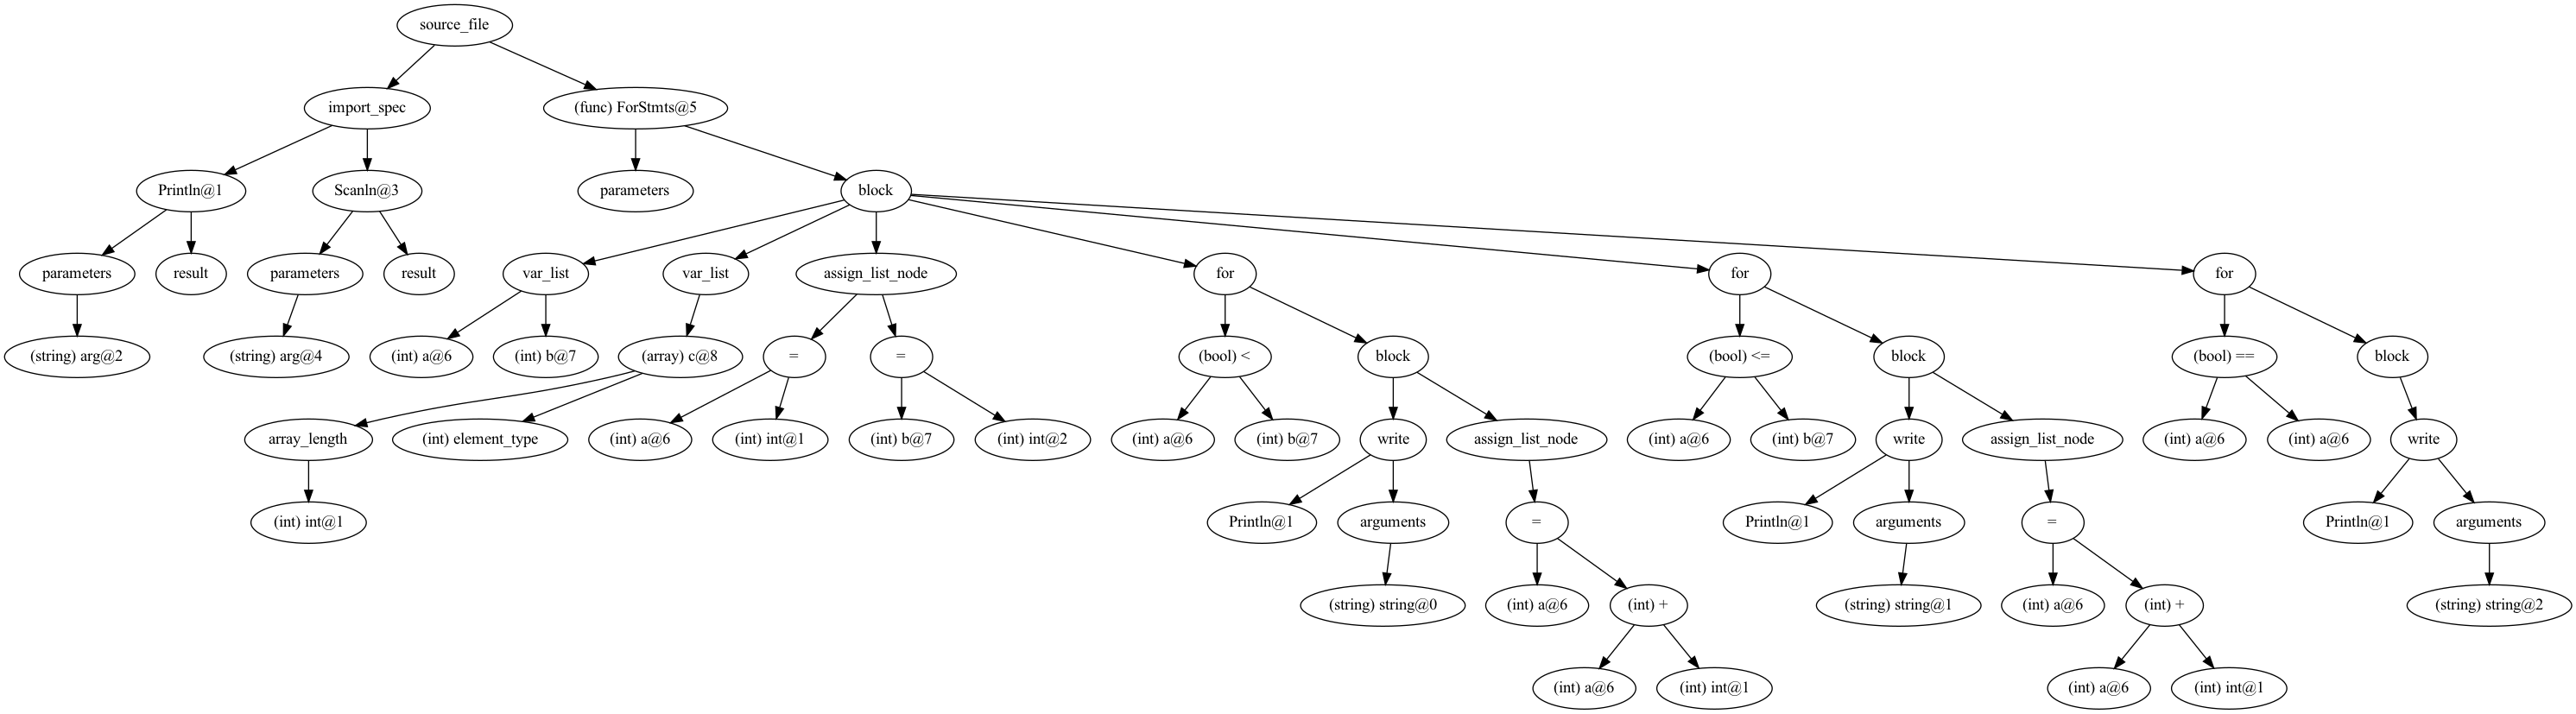 source_file
import_spec
(func) ForStmts@5
Println@1
Scanln@3
parameters
block
parameters
result
parameters
result
var_list
var_list
assign_list_node
for
for
for
(string) arg@2
(string) arg@4
(int) a@6
(int) b@7
(array) c@8
=
=
(bool) <
block
(bool) <=
block
(bool) ==
block
array_length
(int) element_type
(int) a@6
(int) int@1
(int) b@7
(int) int@2
(int) a@6
(int) b@7
write
assign_list_node
(int) a@6
(int) b@7
write
assign_list_node
(int) a@6
(int) a@6
write
(int) int@1
Println@1
arguments
=
Println@1
arguments
=
Println@1
arguments
(string) string@0
(int) a@6
(int) +
(string) string@1
(int) a@6
(int) +
(string) string@2
(int) a@6
(int) int@1
(int) a@6
(int) int@1